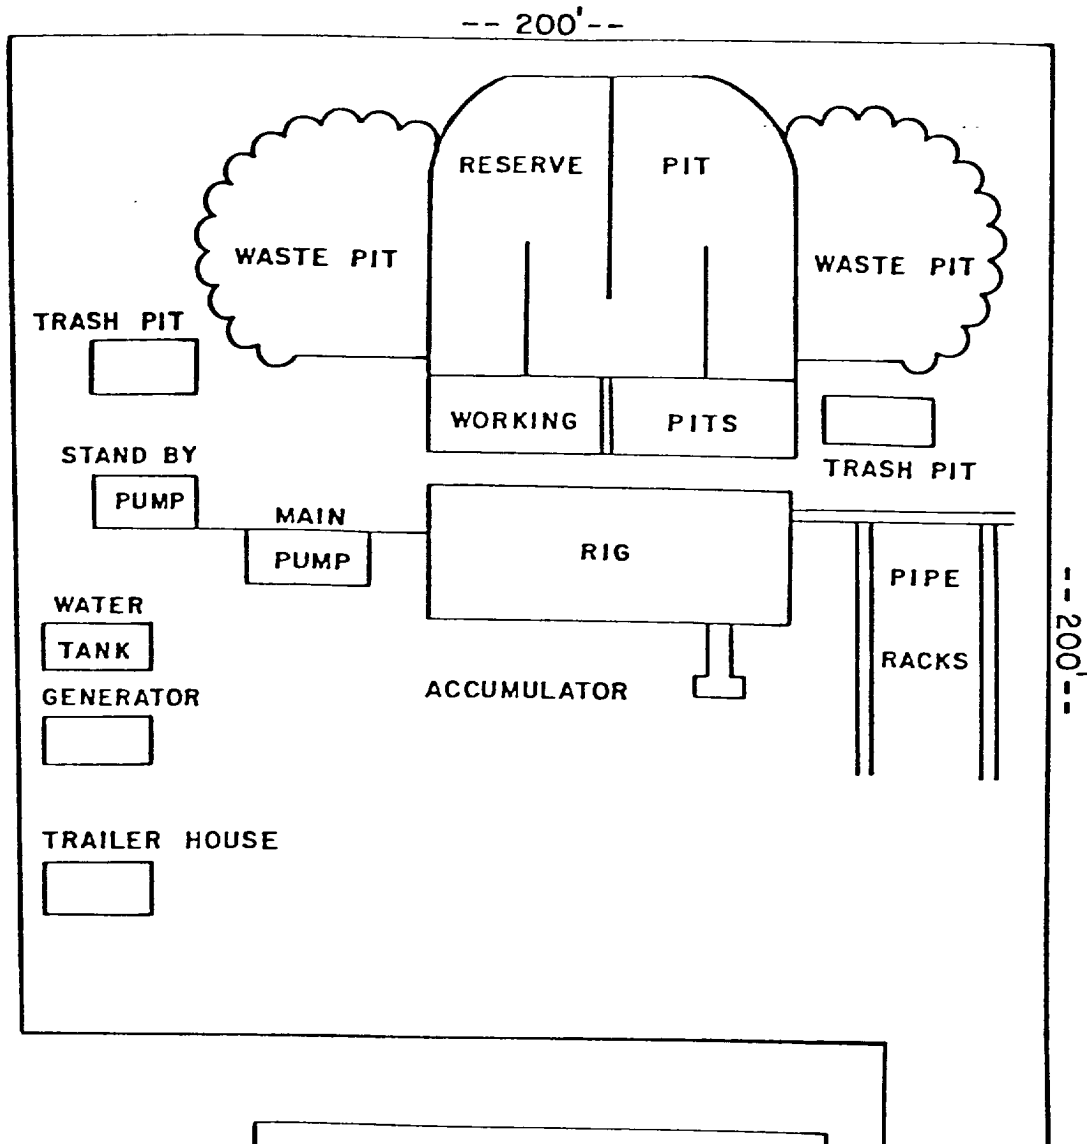 -- 200'--
RESERVE PIT
WASTE PIT
WASTE PIT
TRASH PIT
WORKING PITS
TRASH PIT
STAND BY
PUMP
MAIN
PUMP
RIG
PIPE
RACKS
-- 200'--
WATER
TANK
GENERATOR
ACCUMULATOR
TRAILER HOUSE